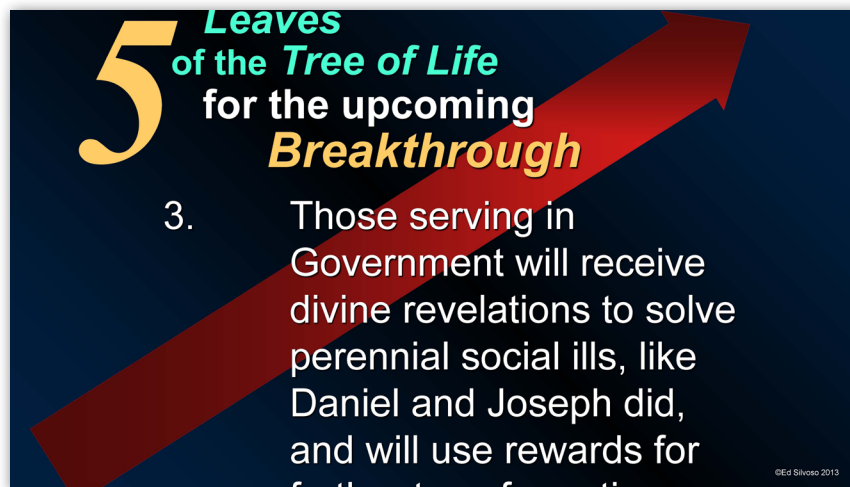 5 Leaves
of the Tree of Life
for the upcoming
Breakthrough
3. Those serving in
Government will receive
divine revelations to solve
perennial social ills, like
Daniel and Joseph did,
and will use rewards for
©Ed Silvoso 2013